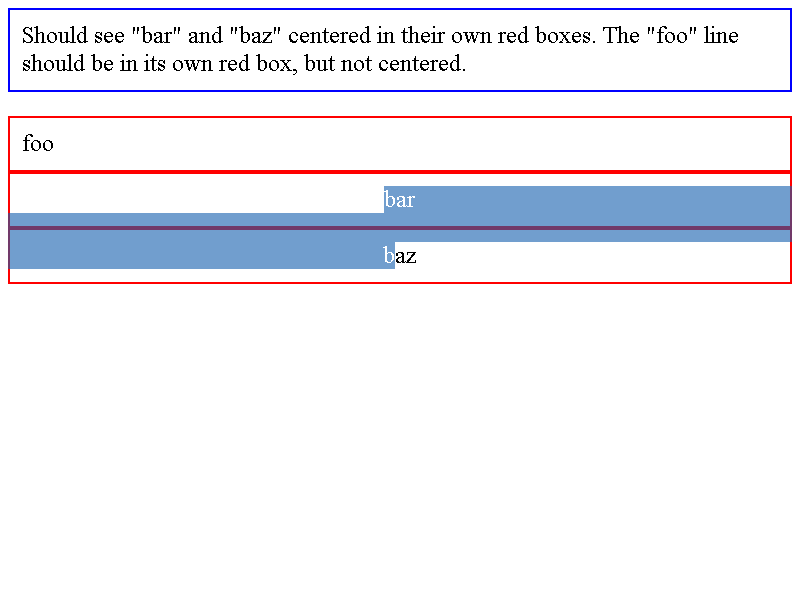 Should see "bar" and "baz" centered in their own red boxes. The "foo" line
should be in its own red box, but not centered.
foo
bar
baz